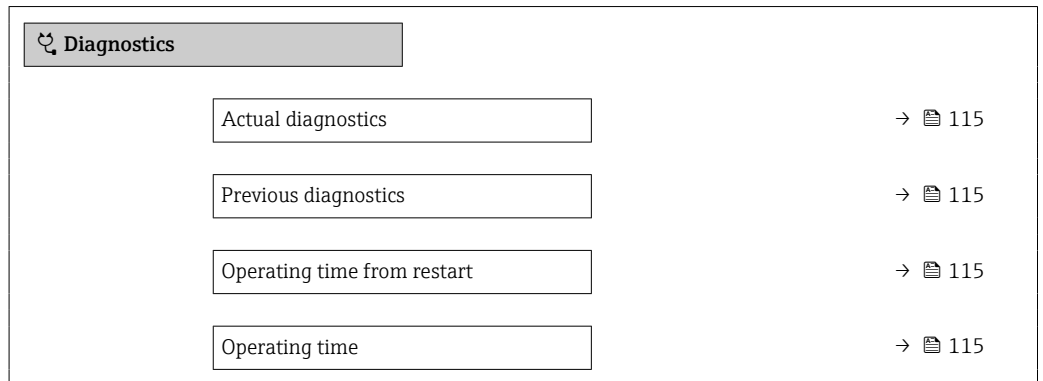 Diagnostics
Actual diagnostics → 115
Previous diagnostics → 115
Operating time from restart → 115
Operating time → 115